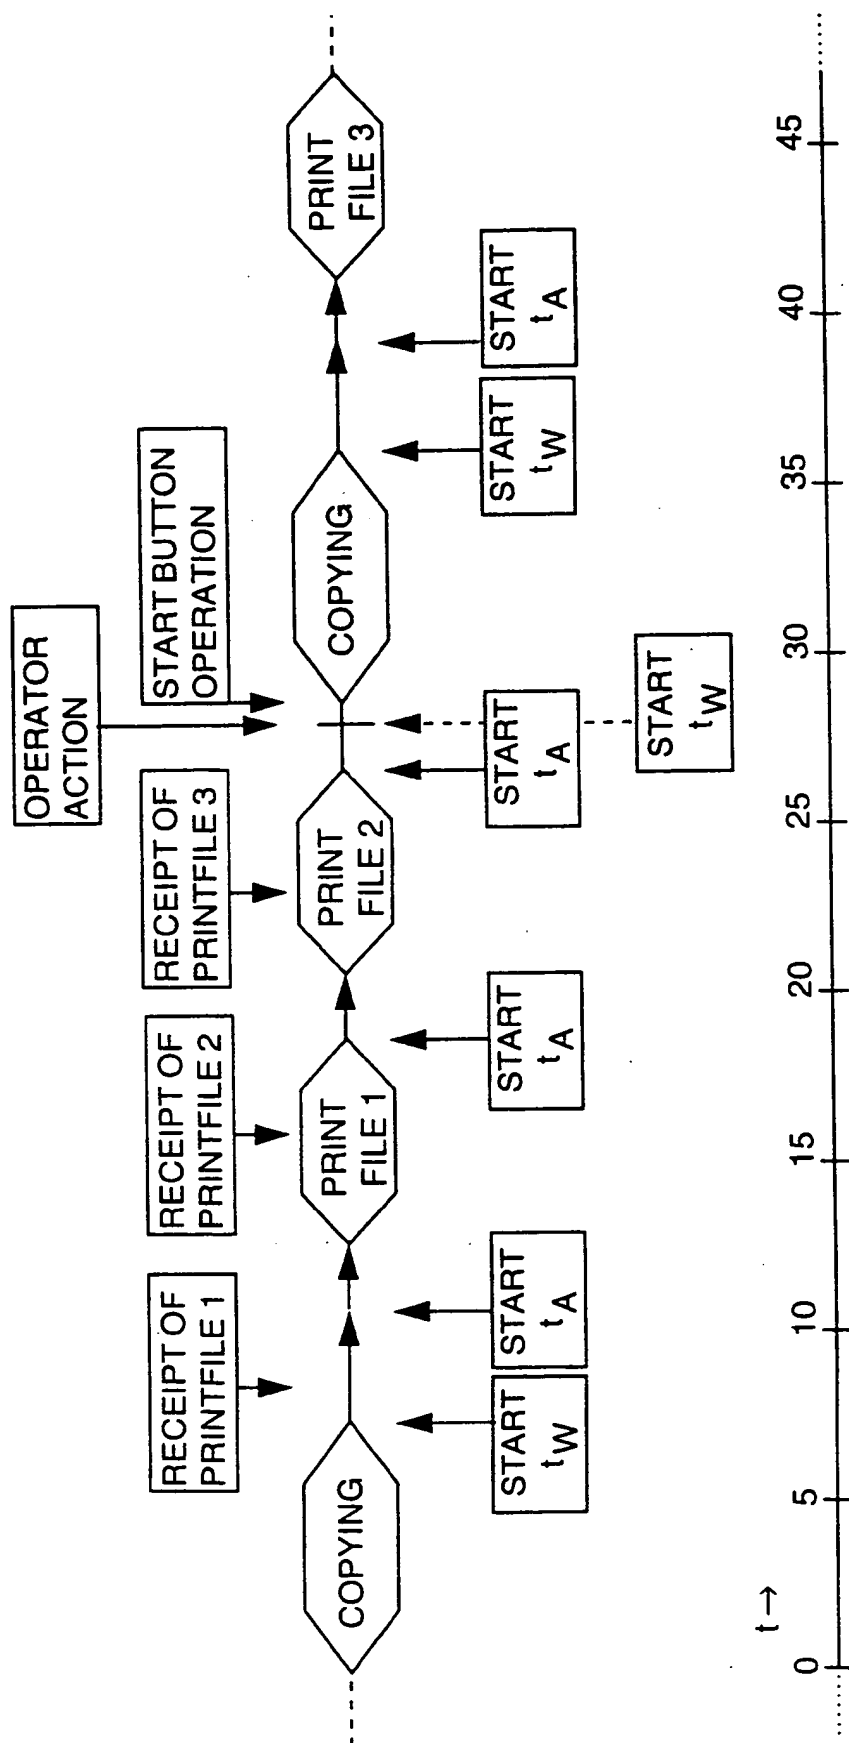 OPERATOR
ACTION
RECEIPT OF
PRINTFILE 1
RECEIPT OF
PRINTFILE 2
RECEIPT OF
PRINTFILE 3
START BUTTON
OPERATION
COPYING
PRINT
FILE 1
PRINT
FILE 2
COPYING
PRINT
FILE 3
START
tW
START
tA
START
tA
START
tA
START
tW
START
tA
START
tW
t→
0 5 10 15 20 25 30 35 40 45